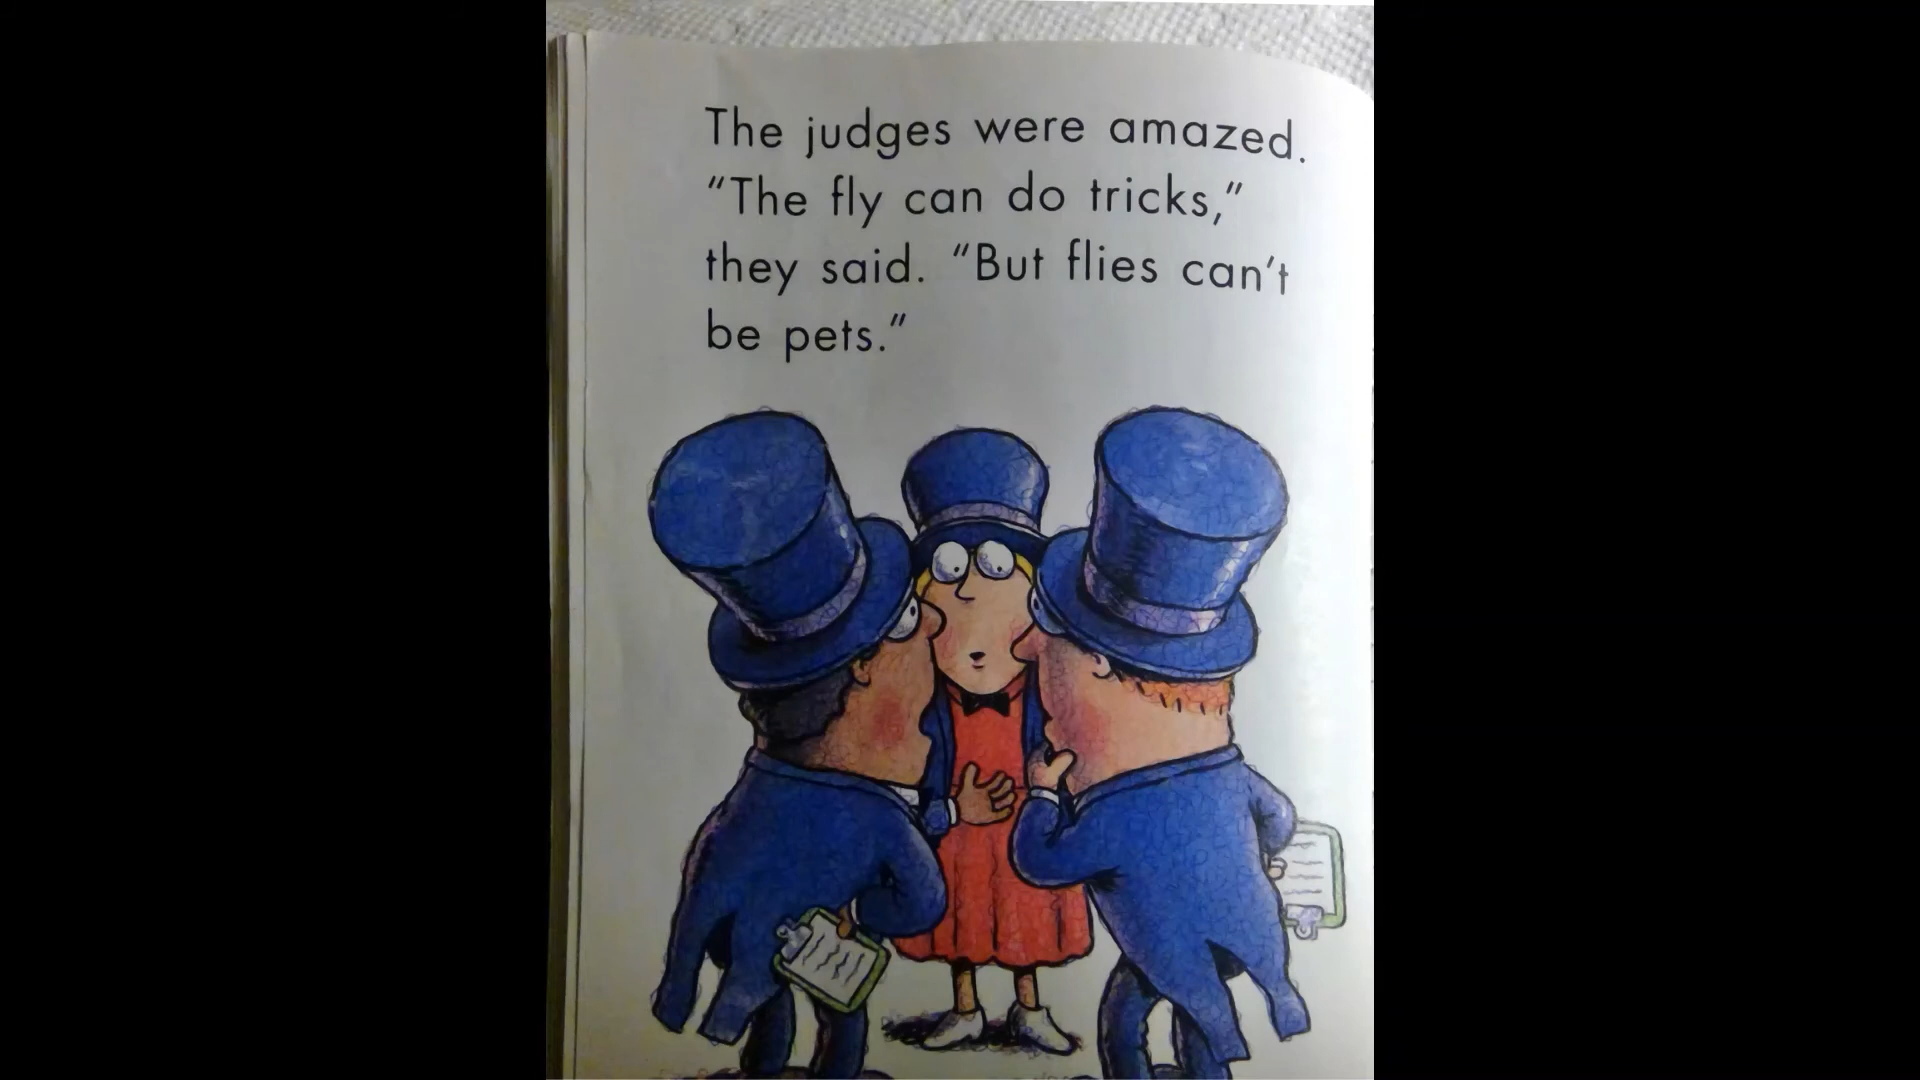 The judges were amazed.
“The fly can do tricks,”
they said. “But flies can’t
be pets.”